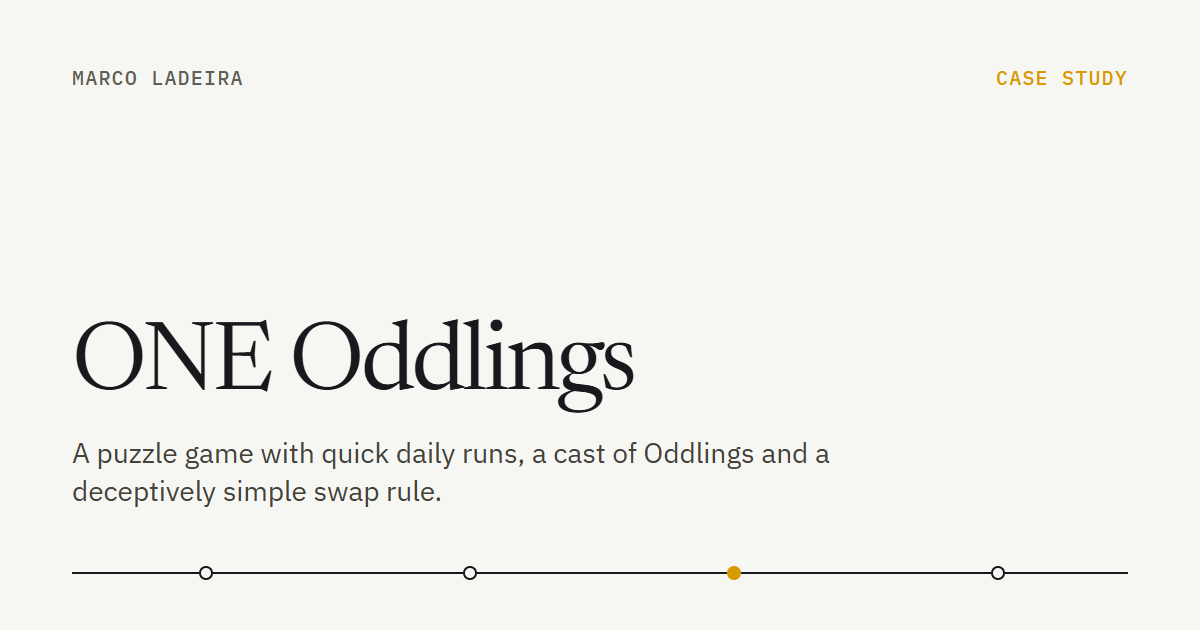 MARCO LADEIRA
CASE STUDY
ONE Oddlings
A puzzle game with quick daily runs, a cast of Oddlings and a
deceptively simple swap rule.